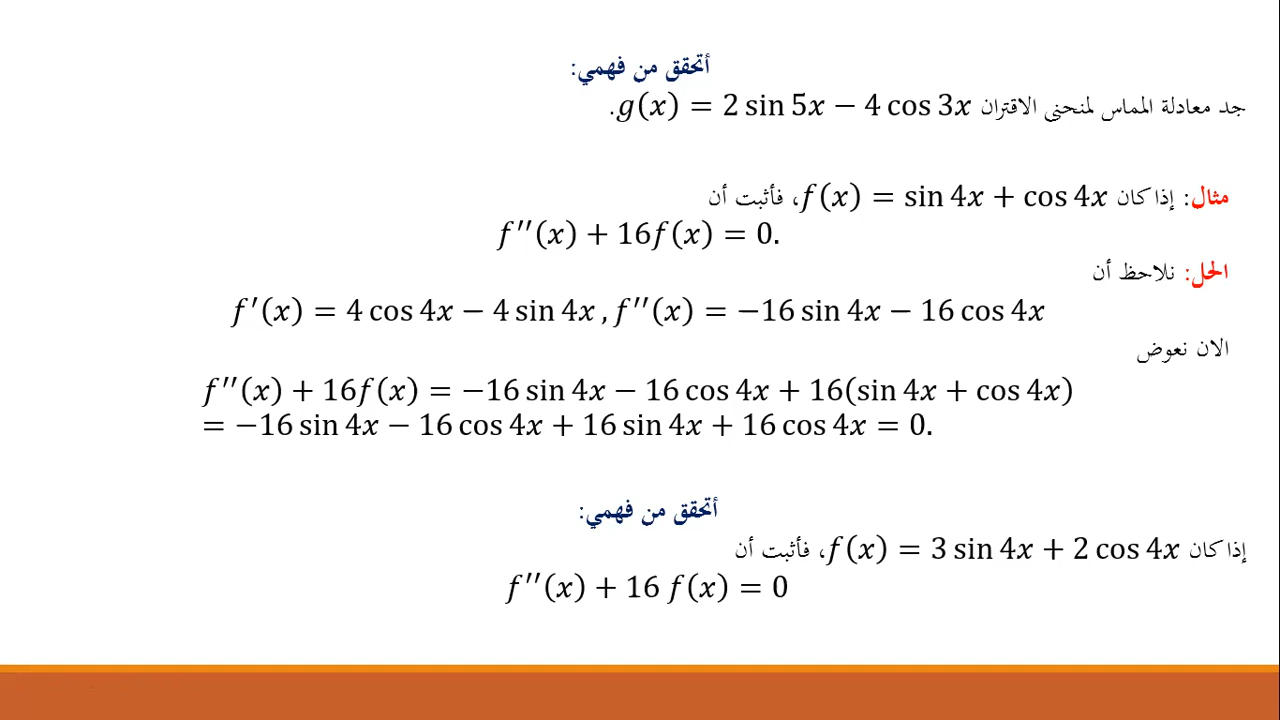 أتحقق من فهمي:
جد معادلة المماس لمنحنى الاقتران g(x) = 2 sin 5x − 4 cos 3x.
مثال: إذا كان f(x) = sin 4x + cos 4x، فأثبت أن
f′′(x) + 16f(x) = 0.
الحل: نلاحظ أن
f′(x) = 4 cos 4x − 4 sin 4x , f′′(x) = −16 sin 4x − 16 cos 4x
الان نعوض
f′′(x) + 16f(x) = −16 sin 4x − 16 cos 4x + 16(sin 4x + cos 4x)
= −16 sin 4x − 16 cos 4x + 16 sin 4x + 16 cos 4x = 0.
أتحقق من فهمي:
إذا كان f(x) = 3 sin 4x + 2 cos 4x، فأثبت أن
f′′(x) + 16 f(x) = 0